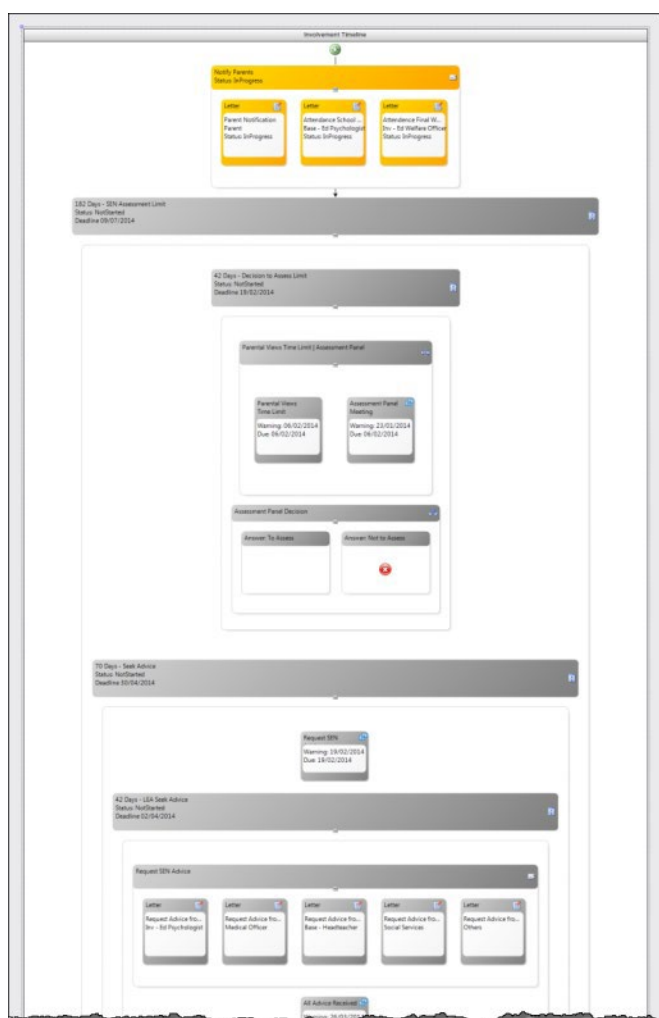 Involvement Timeline
Notify Parents
Status: InProgress
Letter
Parent Notification
Parent
Status: InProgress
Letter
Attendance School ...
Base - Ed Psychologist
Status: InProgress
Letter
Attendence Final W...
Inv - Ed Welfare Officer
Status: InProgress
182 Days - SEN Assessment Limit
Status: NotStarted
Deadline 09/07/2014
42 Days - Decision to Assess Limit
Status: NotStarted
Deadline 19/02/2014
Parental Views Time Limit | Assessment Panel
Parental Views
Time Limit
Warning: 06/02/2014
Due: 06/02/2014
Assessment Panel
Meeting
Warning: 23/01/2014
Due: 06/02/2014
Assessment Panel Decision
Answer: To Assess
Answer: Not to Assess
70 Days - Seek Advice
Status: NotStarted
Deadline 30/04/2014
Request SEN
Warning: 19/02/2014
Due: 19/02/2014
42 Days - LEA Seek Advice
Status: NotStarted
Deadline 02/04/2014
Request SEN Advice
Letter
Request Advice fro...
Inv - Ed Psychologist
Letter
Request Advice fro...
Medical Officer
Letter
Request Advice fro...
Base - Headteacher
Letter
Request Advice fro...
Social Services
Letter
Request Advice fro...
Others
All Advice Received